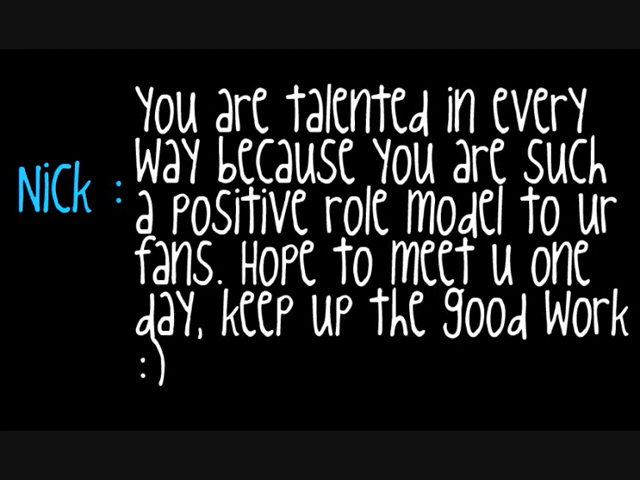 You are talented in every
way because you are such
Nick : a positive role model to ur
fans. Hope to meet u one
day, keep up the good work
:)